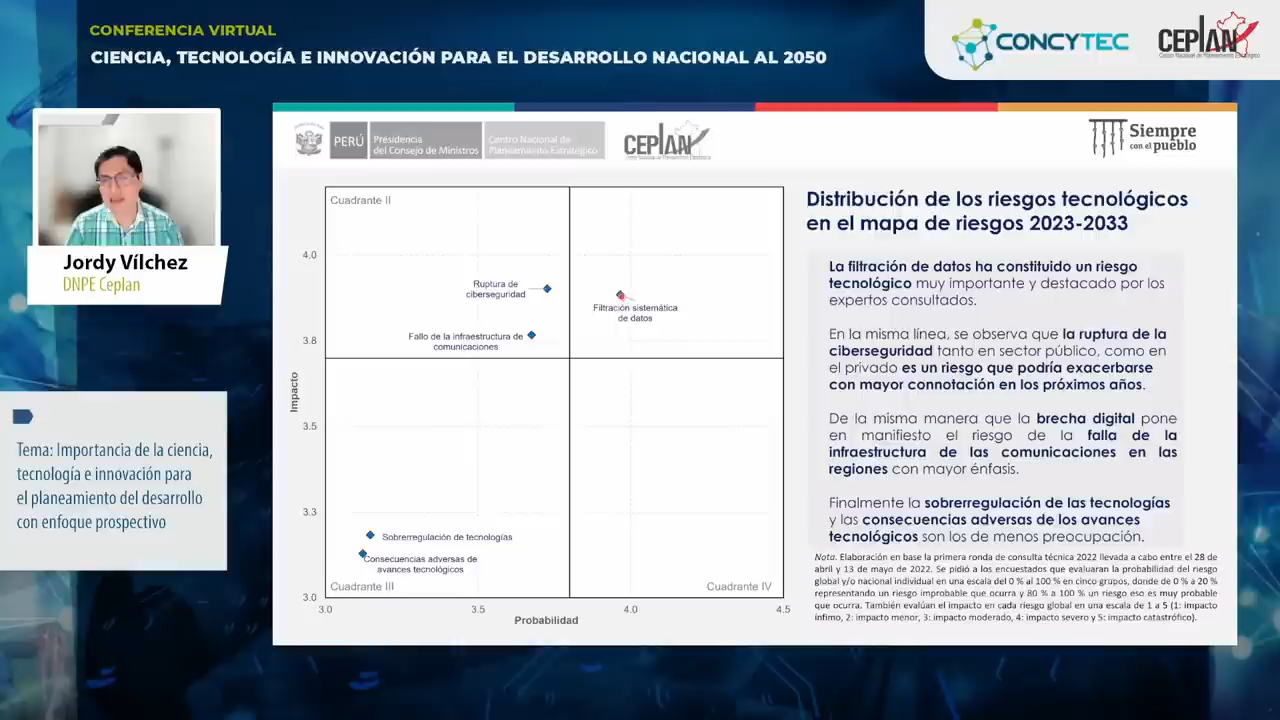 CONFERENCIA VIRTUAL
CIENCIA, TECNOLOGÍA E INNOVACIÓN PARA EL DESARROLLO NACIONAL AL 2050
CONCYTEC
CEPLAN
Centro Nacional de Planeamiento Estratégico
Jordy Vílchez
DNPE Ceplan
Tema: Importancia de la ciencia,
tecnología e innovación para
el planeamiento del desarrollo
con enfoque prospectivo
PERÚ
Presidencia
del Consejo de Ministros
Centro Nacional de
Planeamiento Estratégico
CEPLAN
Siempre
con el pueblo
Cuadrante II
4,0
Ruptura de
ciberseguridad
Filtración sistemática
de datos
Fallo de la infraestructura de
comunicaciones
3.8
Impacto
3.5
3.3
Sobrerregulación de tecnologías
Consecuencias adversas de
avances tecnológicos
Cuadrante III
Cuadrante IV
3.0
3.0
3.5
4.0
4.5
Probabilidad
Distribución de los riesgos tecnológicos
en el mapa de riesgos 2023-2033
La filtración de datos ha constituido un riesgo
tecnológico muy importante y destacado por los
expertos consultados.
En la misma línea, se observa que la ruptura de la
ciberseguridad tanto en sector público, como en
el privado es un riesgo que podría exacerbarse
con mayor connotación en los próximos años.
De la misma manera que la brecha digital pone
en manifiesto el riesgo de la falla de la
infraestructura de las comunicaciones en las
regiones con mayor énfasis.
Finalmente la sobrerregulación de las tecnologías
y las consecuencias adversas de los avances
tecnológicos son los de menos preocupación.
Nota. Elaboración en base la primera ronda de consulta técnica 2022 llevada a cabo entre el 28 de
abril y 13 de mayo de 2022. Se pidió a los encuestados que evaluaran la probabilidad del riesgo
global y/o nacional individual en una escala del 0 % al 100 % en cinco grupos, donde de 0 % a 20 %
representando un riesgo improbable que ocurra y 80 % a 100 % un riesgo eso es muy probable
que ocurra. También evalúan el impacto en cada riesgo global en una escala de 1 a 5 (1: impacto
ínfimo, 2: impacto menor, 3: impacto moderado, 4: impacto severo y 5: impacto catastrófico).